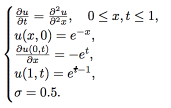 ∂u/∂t = ∂²u/∂²x, 0 ≤ x, t ≤ 1,
u(x, 0) = e^{-x},
∂u(0,t)/∂x = -e^t,
u(1, t) = e^{t-1},
σ = 0.5.